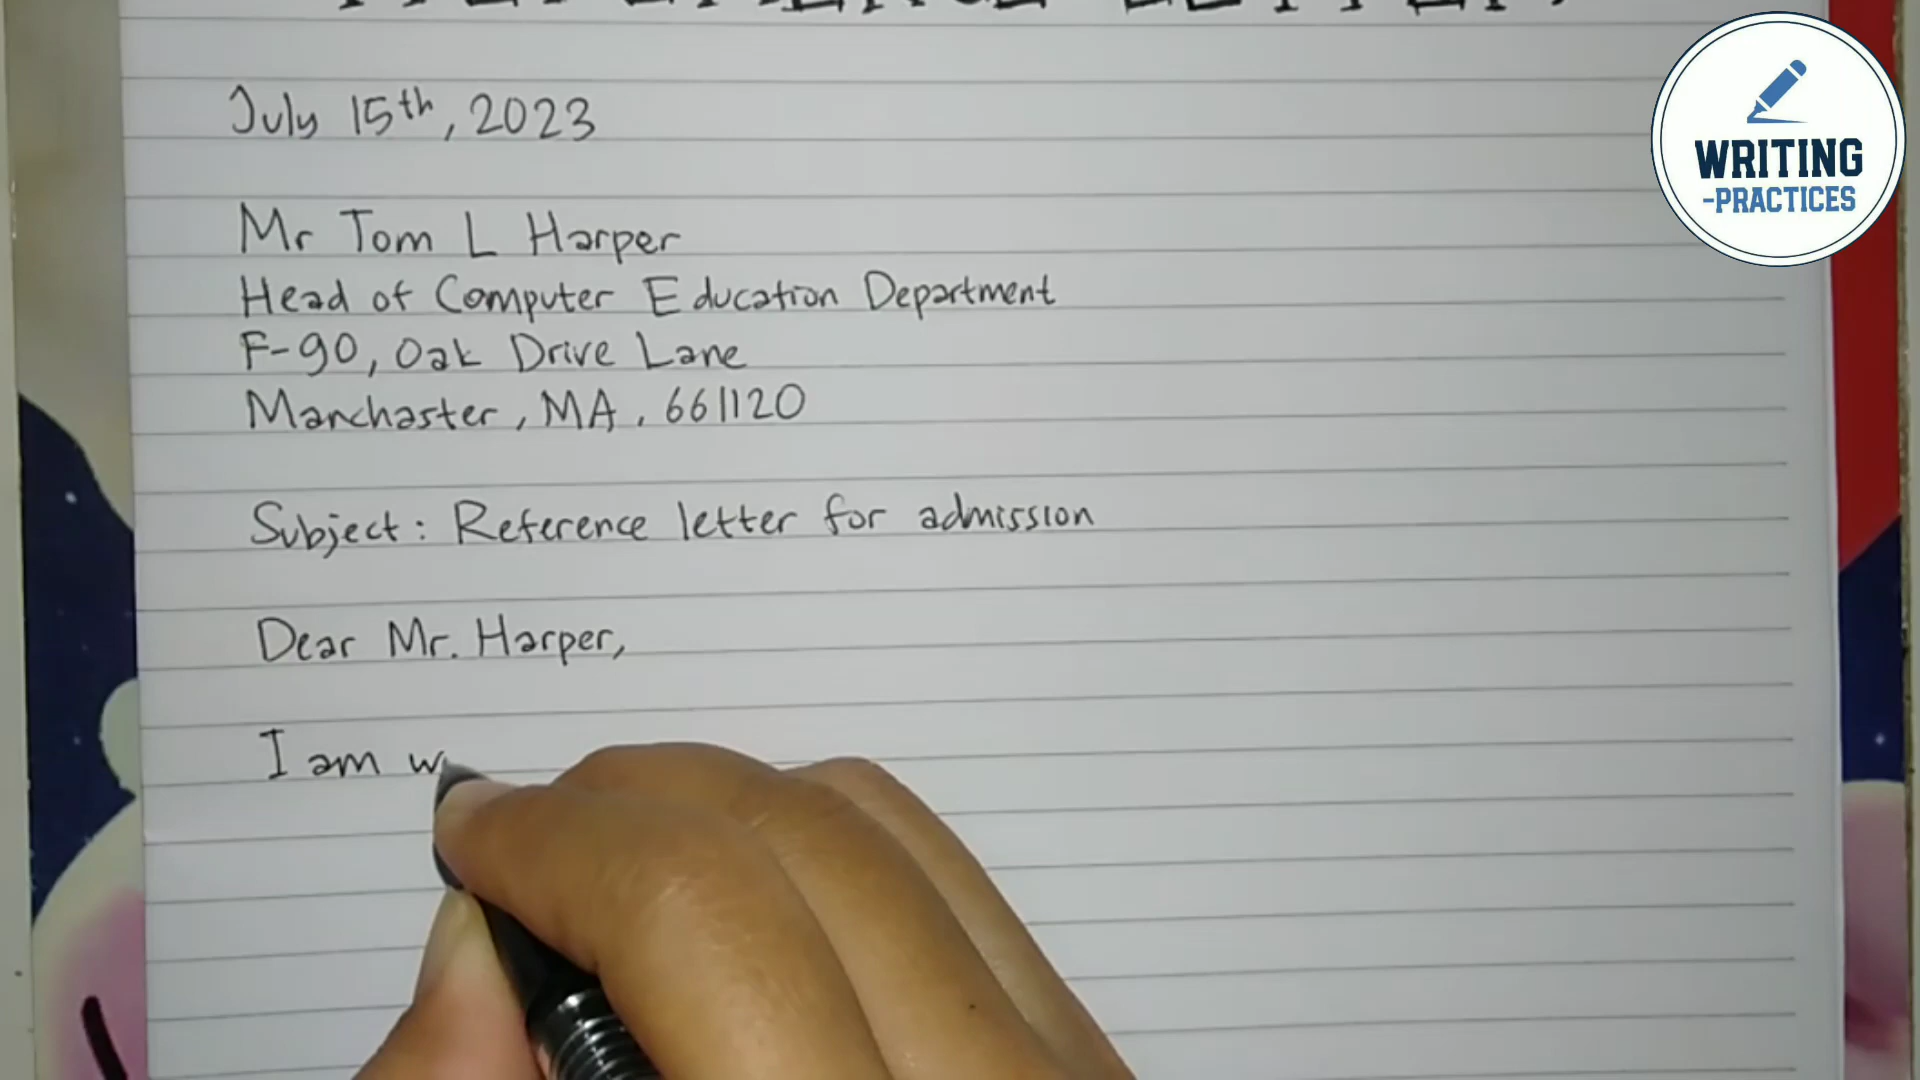 July 15th, 2023
Mr Tom L Harper
Head of Computer Education Department
F-90, Oak Drive Lane
Manchaster, MA, 661120
Subject: Reference letter for admission
Dear Mr. Harper,
I am
WRITING
-PRACTICES